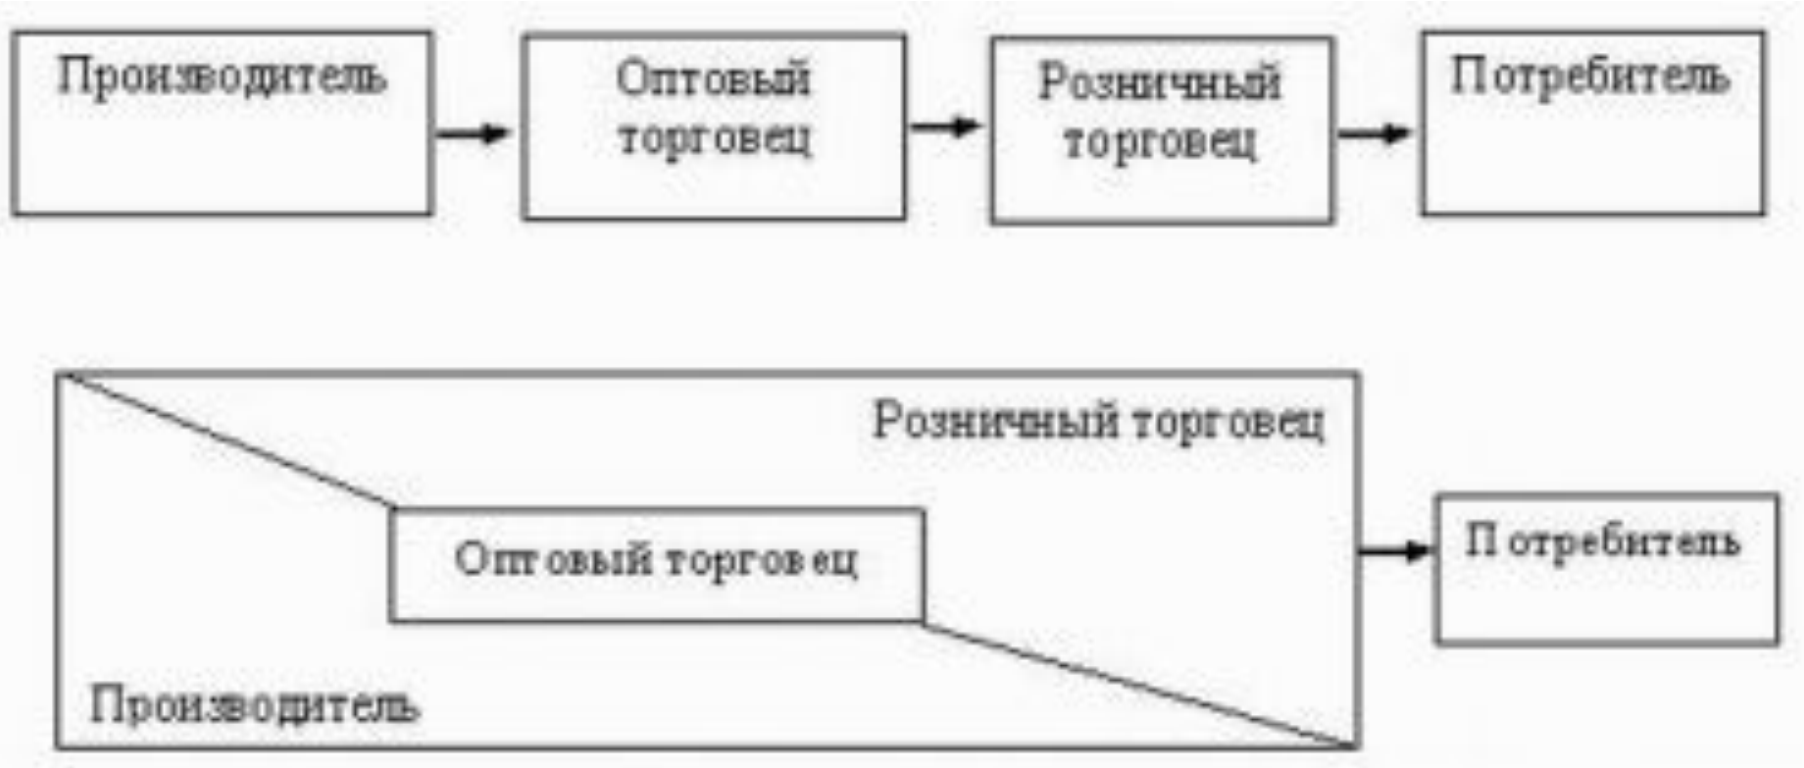 Производитель
Оптовый
торговец
Розничный
торговец
Потребитель
Розничный торговец
Оптовый торговец
Потребитель
Производитель